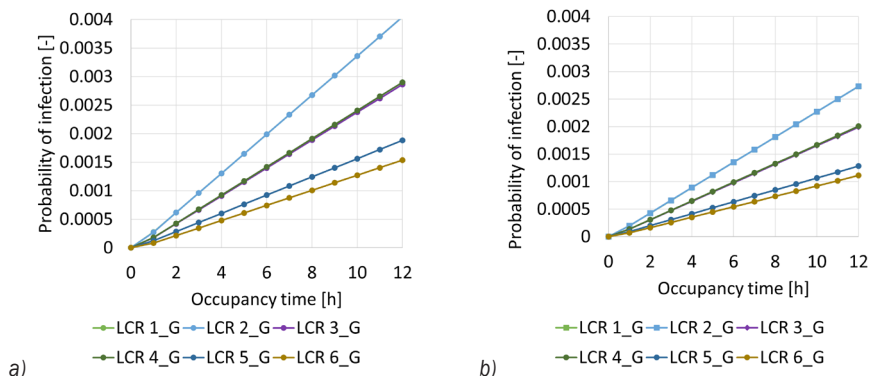 0.004
0.0035
0.003
0.0025
0.002
0.0015
0.001
0.0005
0
Probability of infection [-]
0 2 4 6 8 10 12
Occupancy time [h]
LCR 1_G LCR 2_G LCR 3_G
LCR 4_G LCR 5_G LCR 6_G
a)
0.004
0.0035
0.003
0.0025
0.002
0.0015
0.001
0.0005
0
Probability of infection [-]
0 2 4 6 8 10 12
Occupancy time [h]
LCR 1_G LCR 2_G LCR 3_G
LCR 4_G LCR 5_G LCR 6_G
b)